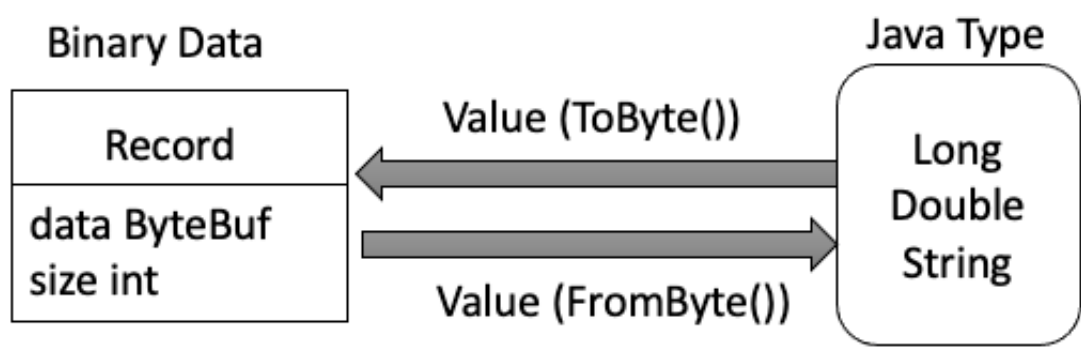 Binary Data
Java Type
Record
data ByteBuf
size int
Value (ToByte())
Value (FromByte())
Long
Double
String